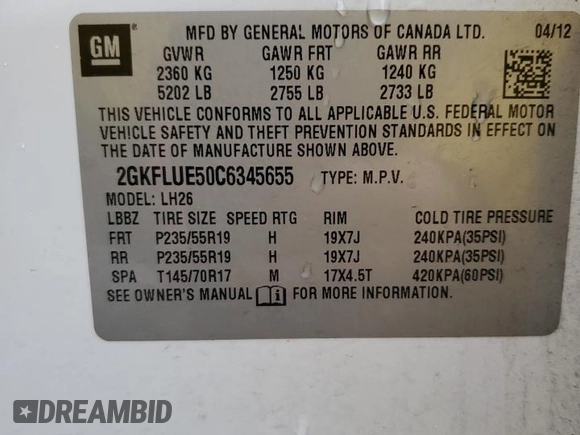 GM
MFD BY GENERAL MOTORS OF CANADA LTD. 04/12
GVWR GAWR FRT GAWR RR
2360 KG 1250 KG 1240 KG
5202 LB 2755 LB 2733 LB
THIS VEHICLE CONFORMS TO ALL APPLICABLE U.S. FEDERAL MOTOR
VEHICLE SAFETY AND THEFT PREVENTION STANDARDS IN EFFECT ON
THE DATE OF MANUFACTURE SHOWN ABOVE.
2GKFLUE50C6345655 TYPE: M.P.V.
MODEL: LH26
LBBZ TIRE SIZE SPEED RTG RIM COLD TIRE PRESSURE
FRT P235/55R19 H 19X7J 240KPA(35PSI)
RR P235/55R19 H 19X7J 240KPA(35PSI)
SPA T145/70R17 M 17X4.5T 420KPA(60PSI)
SEE OWNER'S MANUAL FOR MORE INFORMATION.
DREAMBID